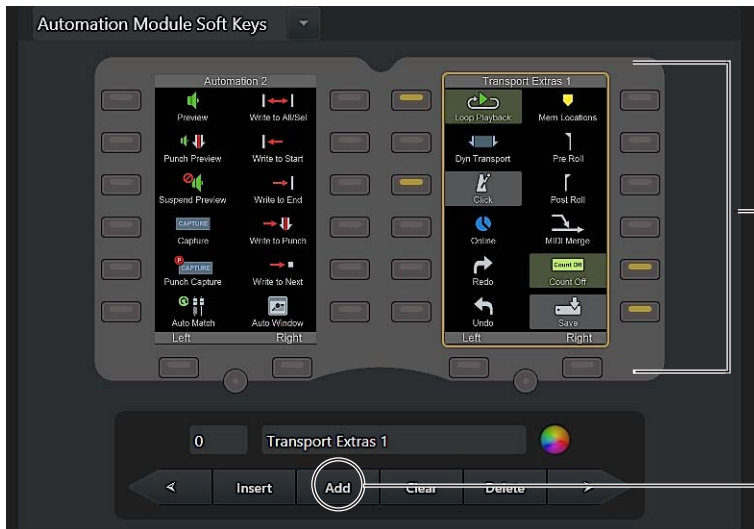 Automation Module Soft Keys
Automation 2
Preview Write to All/Sel
Punch Preview Write to Start
Suspend Preview Write to End
CAPTURE
Capture Write to Punch
P
CAPTURE
Punch Capture Write to Next
Auto Match Auto Window
Left Right
Transport Extras 1
Loop Playback Mem Locations
Dyn Transport Pre Roll
Click Post Roll
Online MIDI Merge
Count Off
Redo Count Off
Undo Save
Left Right
0 Transport Extras 1
Insert Add Clear Delete